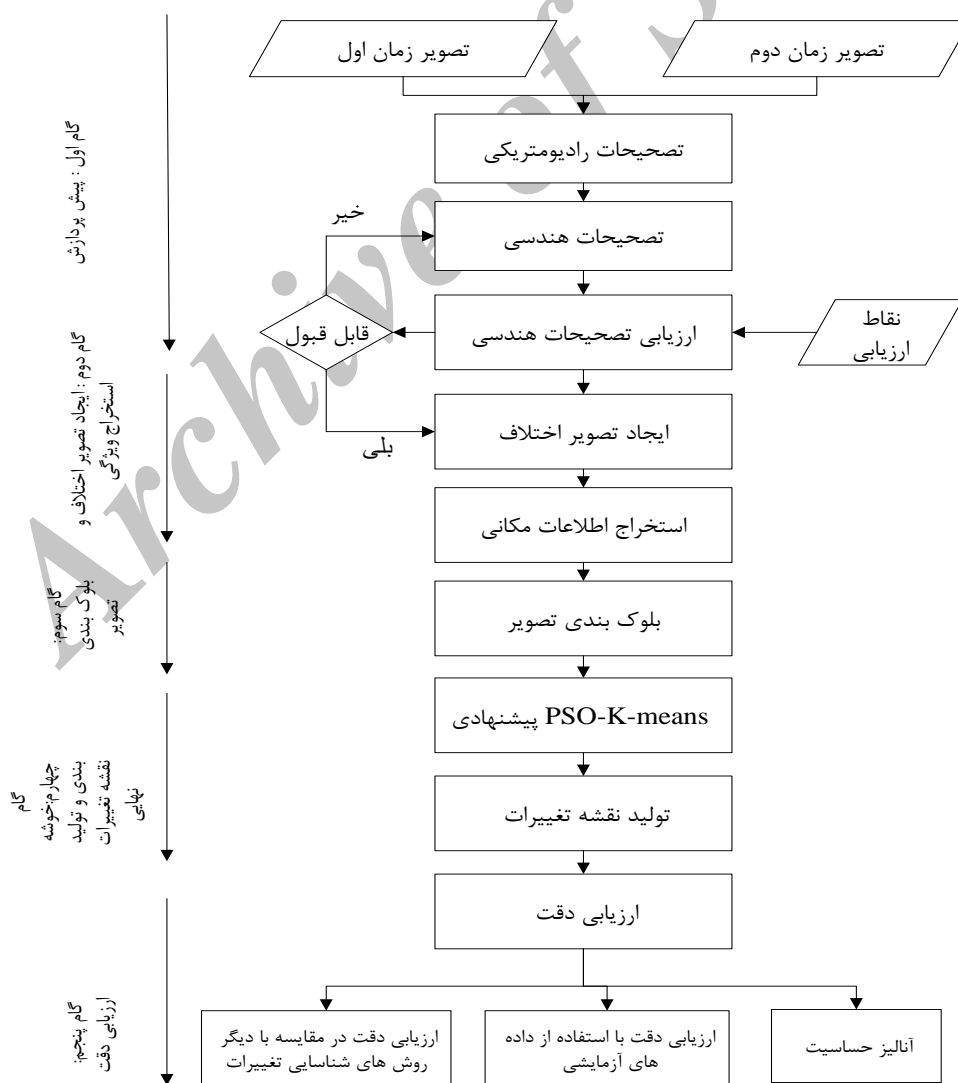 تصویر زمان دوم
تصویر زمان اول
تصحیحات رادیومتریکی
تصحیحات هندسی
خیر
ارزیابی تصحیحات هندسی
قابل قبول
نقاط
ارزیابی
ایجاد تصویر اختلاف
بلی
استخراج اطلاعات مکانی
بلوک بندی تصویر
PSO-K-means پیشنهادی
تولید نقشه تغییرات
ارزیابی دقت
آنالیز حساسیت
ارزیابی دقت با استفاده از داده
های آزمایشی
ارزیابی دقت در مقایسه با دیگر
روش های شناسایی تغییرات
گام اول : پیش پردازش
گام دوم : ایجاد تصویر اختلاف و
استخراج ویژگی
گام سوم:
بلوک بندی
تصویر
گام
چهارم:خوشه
بندی و تولید
نقشه تغییرات
نهایی
گام پنجم:
ارزیابی دقت
Archive of S